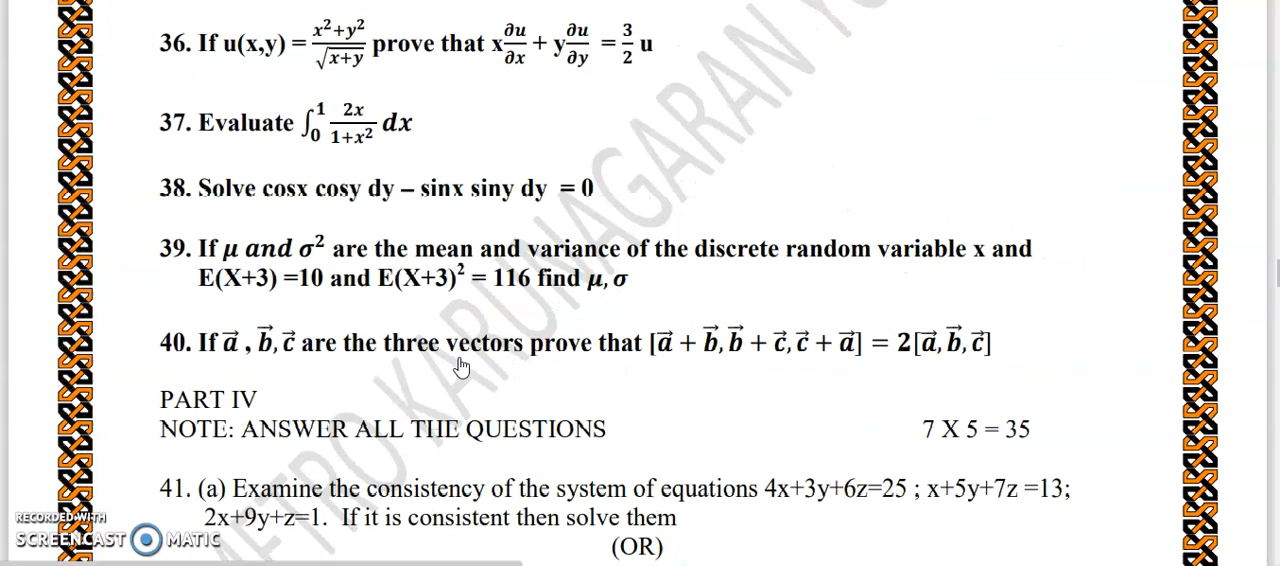 36. If u(x,y) = x²+y² / √x+y prove that x ∂u/∂x + y ∂u/∂y = 3/2 u
37. Evaluate ∫₀¹ 2x / 1+x² dx
38. Solve cosx cosy dy – sinx siny dy = 0
39. If μ and σ² are the mean and variance of the discrete random variable x and
E(X+3) =10 and E(X+3)² = 116 find μ, σ
40. If a⃗ , b⃗, c⃗ are the three vectors prove that [a⃗ + b⃗, b⃗ + c⃗, c⃗ + a⃗] = 2[a⃗, b⃗, c⃗]
PART IV
NOTE: ANSWER ALL THE QUESTIONS 7 X 5 = 35
41. (a) Examine the consistency of the system of equations 4x+3y+6z=25 ; x+5y+7z =13;
2x+9y+z=1. If it is consistent then solve them
(OR)
RECORDED WITH
SCREENCAST MATIC
METRO KARUNAGARAN